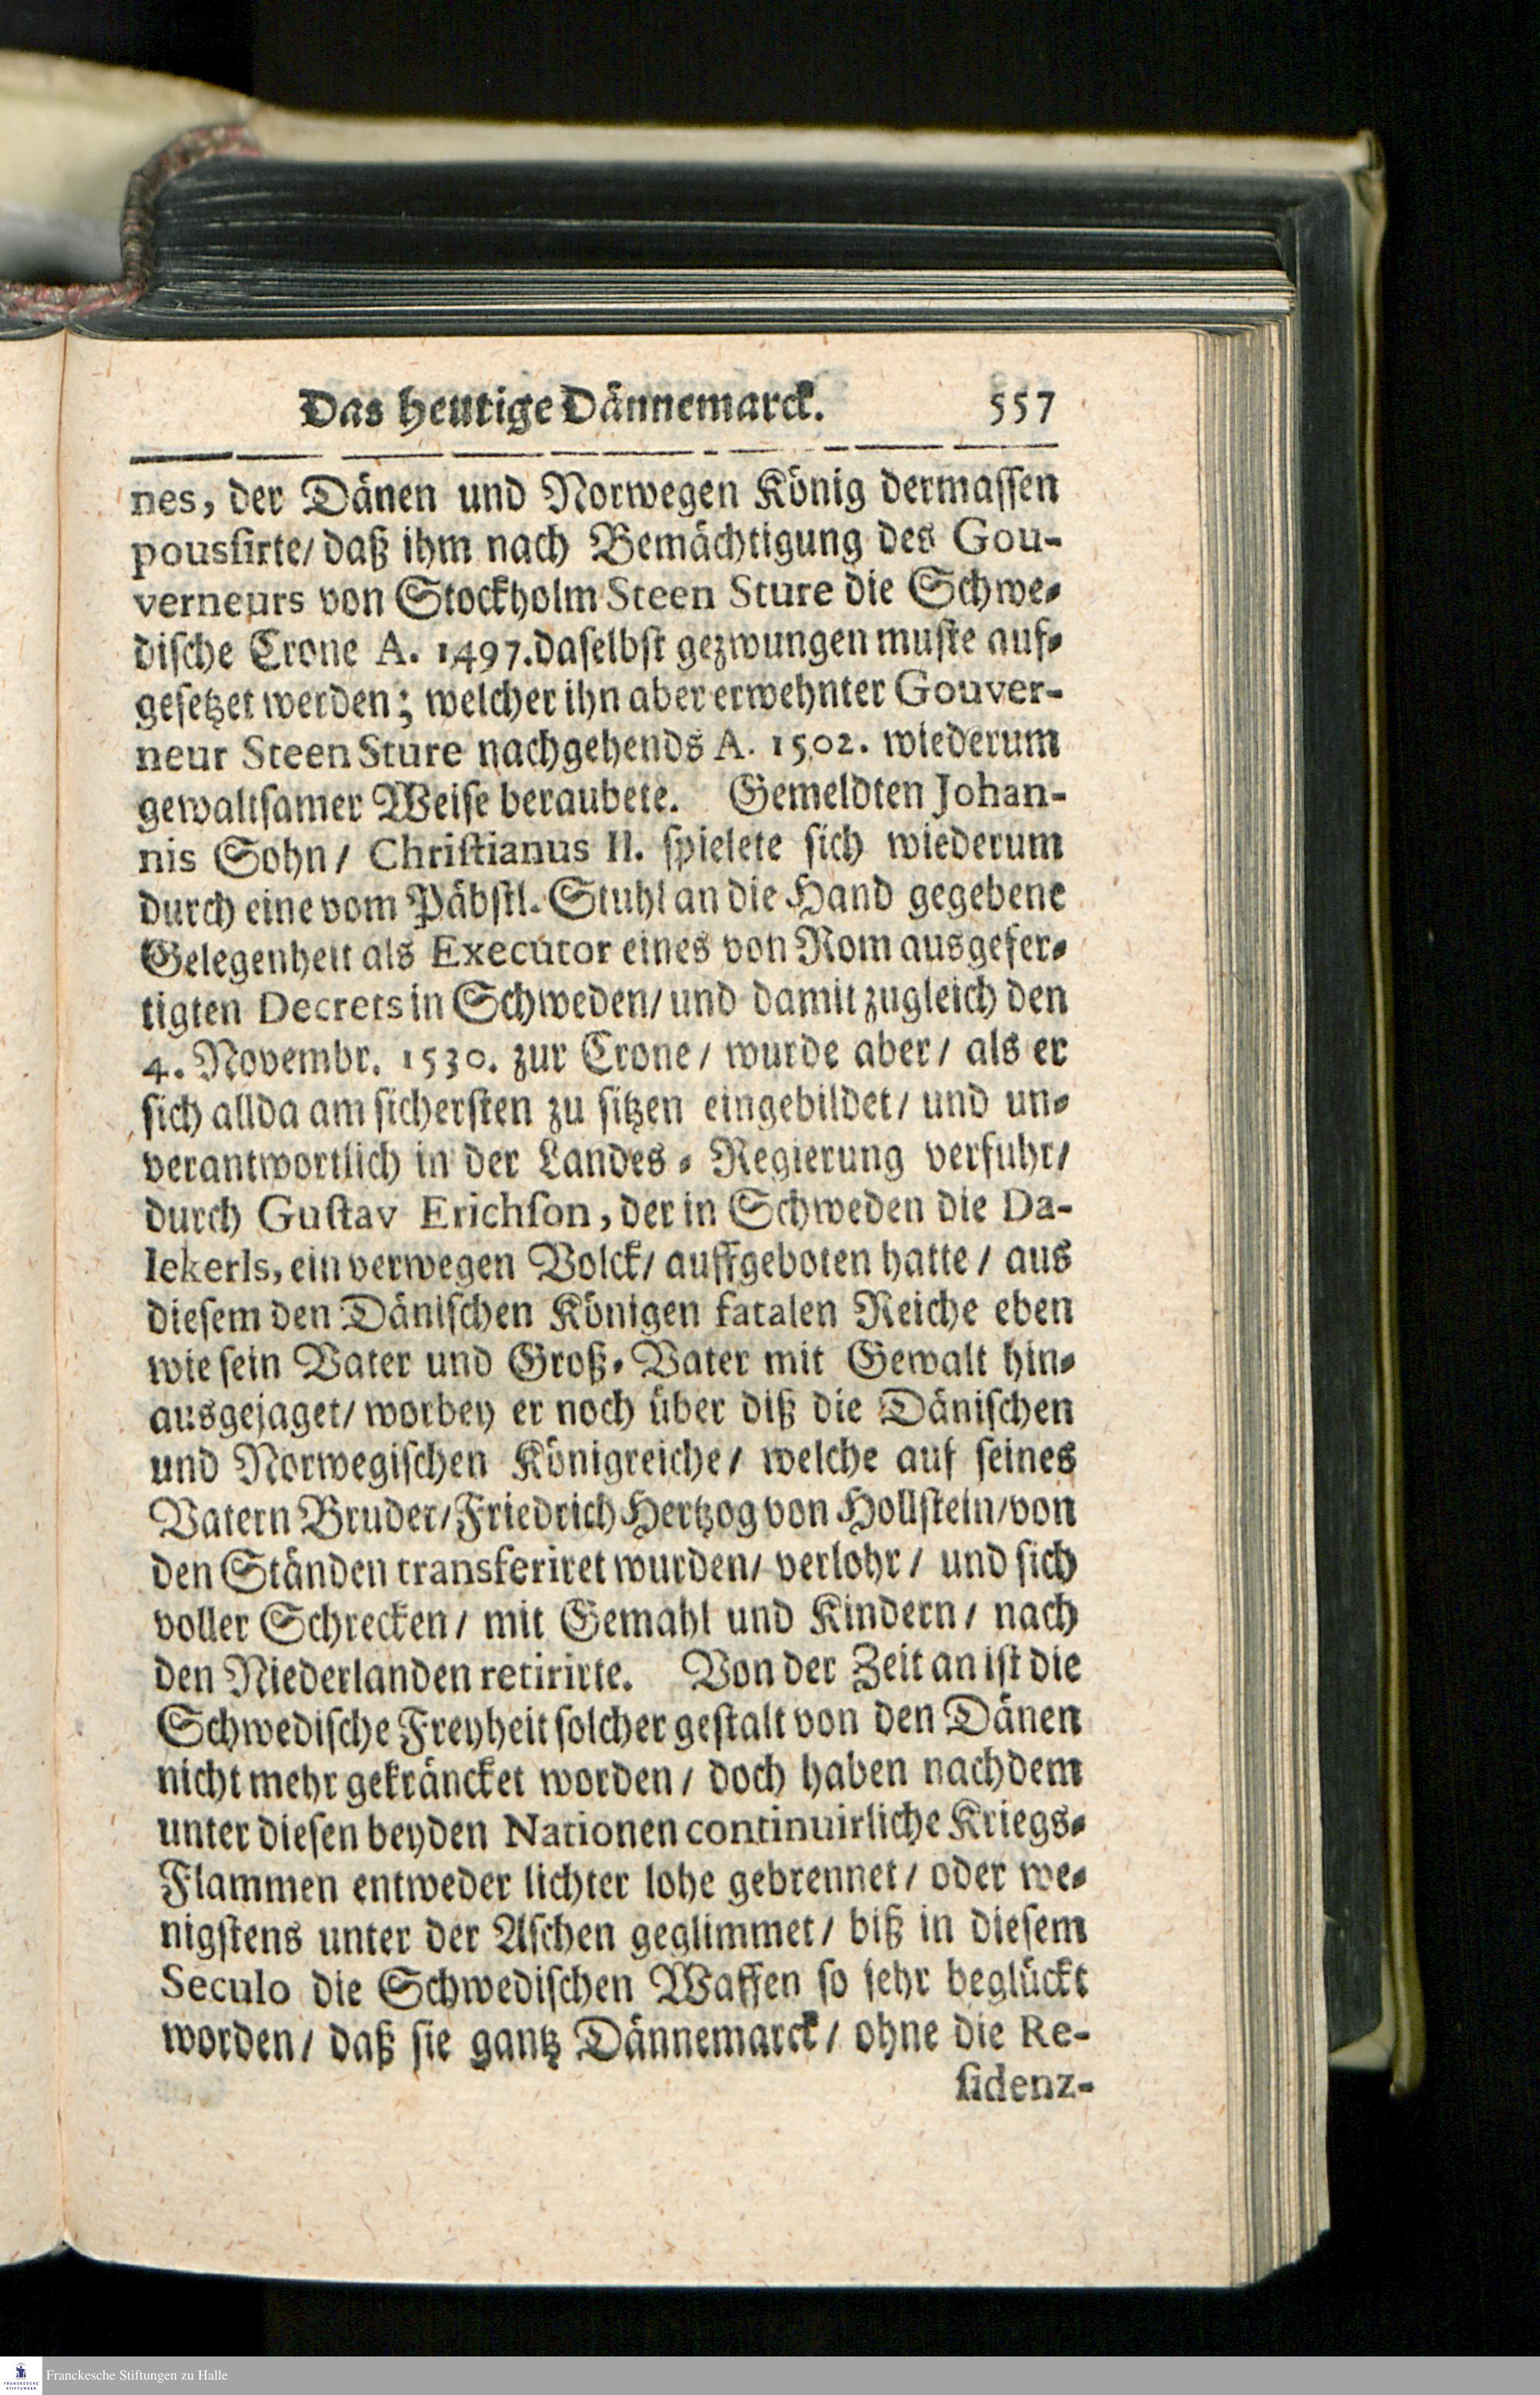 Das heutige Dännemarck. 557
nes, der Dänen und Norwegen König dermassen
poussirte/ daß ihm nach Bemächtigung des Gou-
verneurs von Stockholm Steen Sture die Schwe-
dische Crone A. 1497. daselbst gezwungen muste auf-
gesetzet werden; welcher ihn aber erwehnter Gouver-
neur Steen Sture nachgehends A. 1502. wiederum
gewaltsamer Weise beraubete. Gemeldten Johan-
nis Sohn/ Christianus II. spielete sich wiederum
durch eine vom Päbstl. Stuhl an die Hand gegebene
Gelegenheit als Executor eines von Rom ausgefer-
tigten Decrets in Schweden/ und damit zugleich den
4. Novembr. 1530. zur Crone/ wurde aber/ als er
sich allda am sichersten zu sitzen eingebildet/ und un-
verantwortlich in der Landes-Regierung verfuhr/
durch Gustav Erichson, der in Schweden die Da-
lekerls, ein verwegen Volck/ auffgeboten hatte/ aus
diesem den Dänischen Königen fatalen Reiche eben
wie sein Vater und Groß-Vater mit Gewalt hin-
ausgejaget/ worbey er noch über diß die Dänischen
und Norwegischen Königreiche/ welche auf seines
Vatern Bruder/ Friedrich Hertzog von Hollstein/ von
den Ständen transferiret wurden/ verlohr/ und sich
voller Schrecken/ mit Gemahl und Kindern/ nach
den Niederlanden retirirte. Von der Zeit an ist die
Schwedische Freyheit solcher gestalt von den Dänen
nicht mehr gekräncket worden/ doch haben nachdem
unter diesen beyden Nationen continuirliche Kriegs-
Flammen entweder lichter lohe gebrennet/ oder we-
nigstens unter der Aschen geglimmet/ biß in diesem
Seculo die Schwedischen Waffen so sehr beglückt
worden/ daß sie gantz Dännemarck/ ohne die Re-
sidenz-
FRANCKESCHE
STIFTUNGEN
Franckesche Stiftungen zu Halle